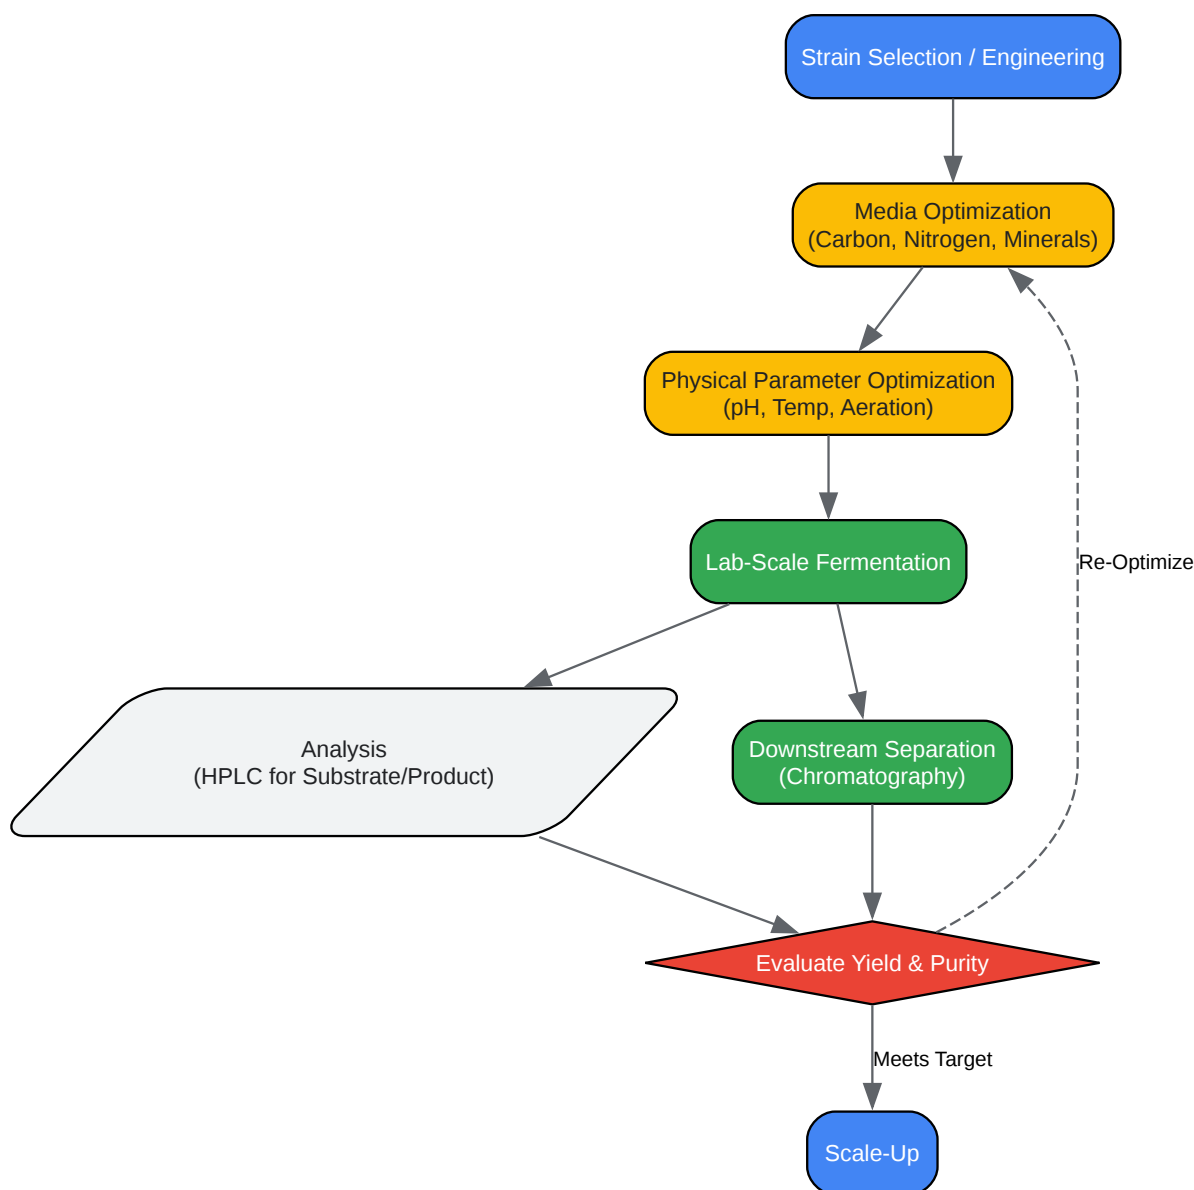 Strain Selection / Engineering
Media Optimization
(Carbon, Nitrogen, Minerals)
Physical Parameter Optimization
(pH, Temp, Aeration)
Lab-Scale Fermentation
Re-Optimize
Analysis
(HPLC for Substrate/Product)
Downstream Separation
(Chromatography)
Evaluate Yield & Purity
Meets Target
Scale-Up